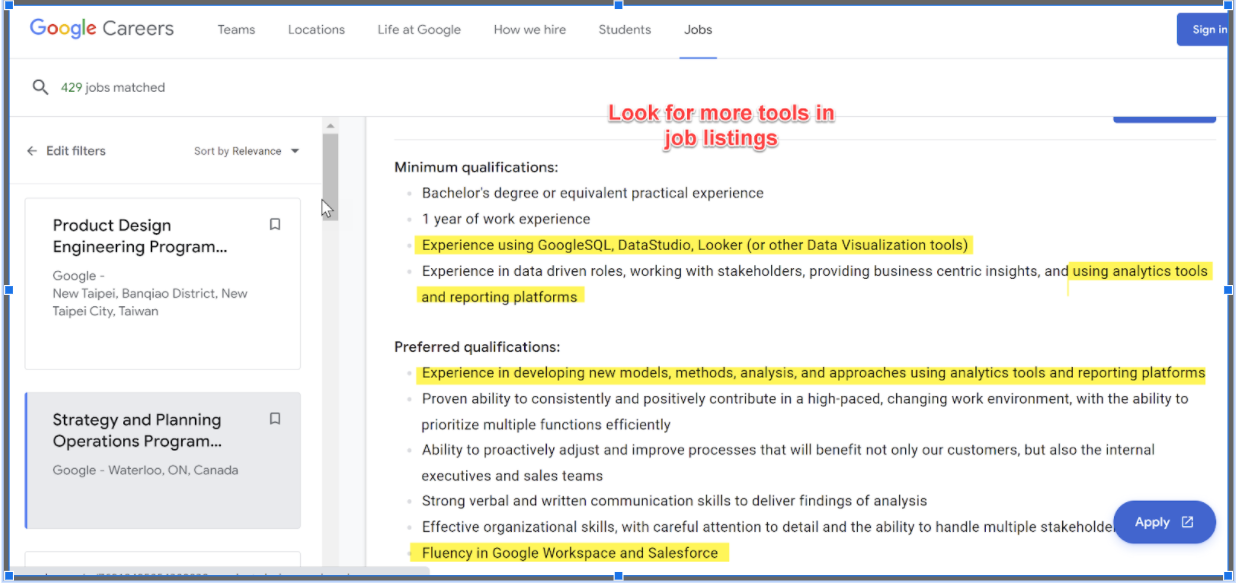 Google Careers
Teams
Locations
Life at Google
How we hire
Students
Jobs
Sign in
429 jobs matched
Look for more tools in
job listings
Edit filters
Sort by Relevance
Product Design
Engineering Program...
Google -
New Taipei, Banqiao District, New
Taipei City, Taiwan
Strategy and Planning
Operations Program...
Google - Waterloo, ON, Canada
Minimum qualifications:
Bachelor's degree or equivalent practical experience
1 year of work experience
Experience using GoogleSQL, DataStudio, Looker (or other Data Visualization tools)
Experience in data driven roles, working with stakeholders, providing business centric insights, and using analytics tools
and reporting platforms
Preferred qualifications:
Experience in developing new models, methods, analysis, and approaches using analytics tools and reporting platforms
Proven ability to consistently and positively contribute in a high-paced, changing work environment, with the ability to
prioritize multiple functions efficiently
Ability to proactively adjust and improve processes that will benefit not only our customers, but also the internal
executives and sales teams
Strong verbal and written communication skills to deliver findings of analysis
Effective organizational skills, with careful attention to detail and the ability to handle multiple
Fluency in Google Workspace and Salesforce
Apply